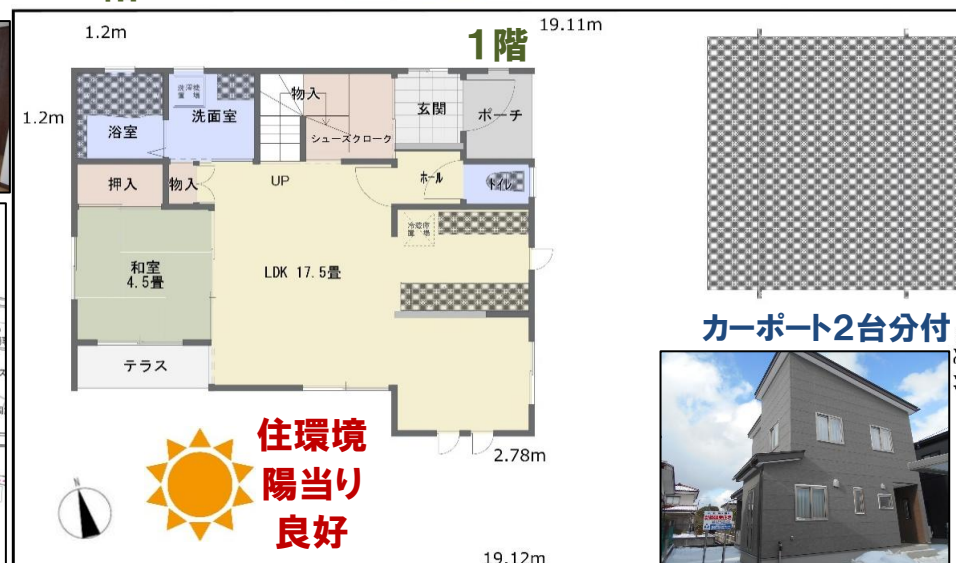 1.2m
19.11m
1階
1.2m
浴室
洗面室
物入
シューズクローク
玄関
ポーチ
押入
物入
UP
ホール
トイレ
和室
4.5畳
LDK 17.5畳
テラス
カーポート2台分付
住環境
陽当り
良好
N
2.78m
19.12m